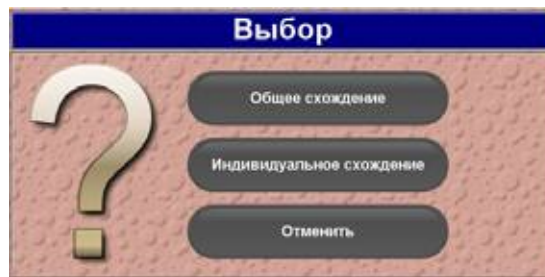 Выбор
Общее схождение
Индивидуальное схождение
Отменить